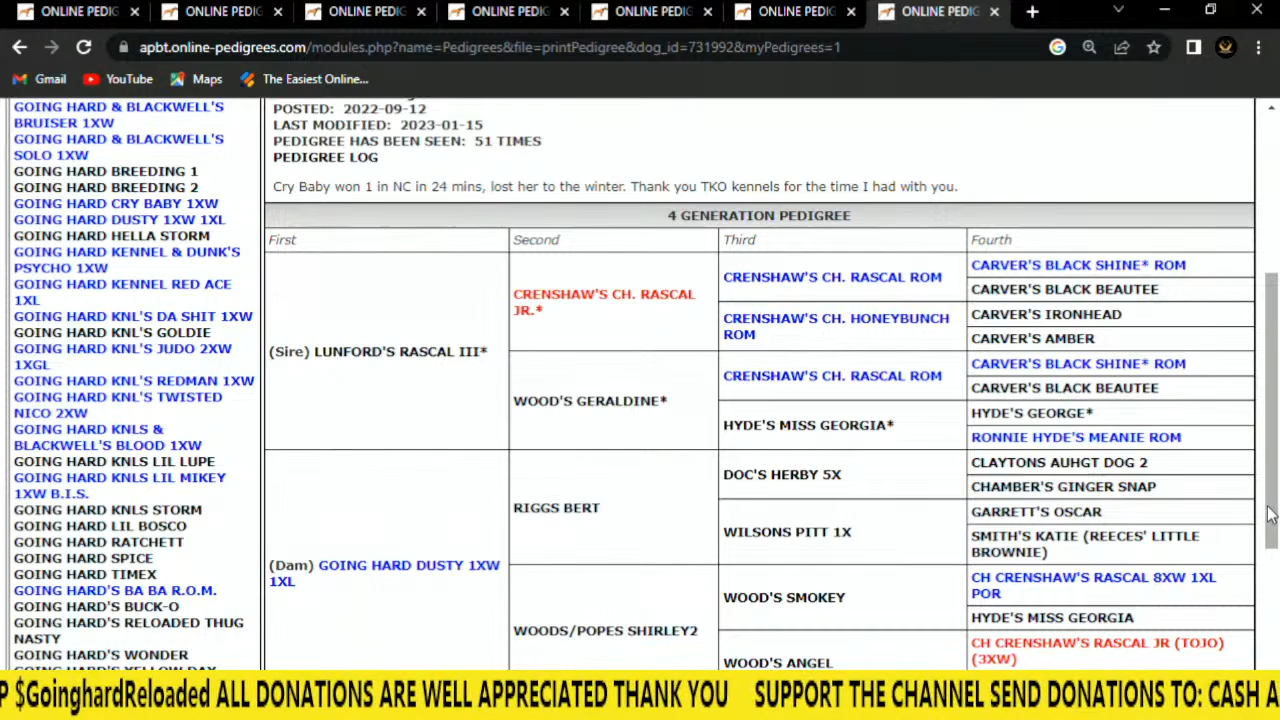 ONLINE PEDIG ONLINE PEDIG ONLINE PEDIG ONLINE PEDIG ONLINE PEDIG ONLINE PEDIG ONLINE PEDIG
apbt.online-pedigrees.com/modules.php?name=Pedigrees&file=printPedigree&dog_id=731992&myPedigrees=1
Gmail YouTube Maps The Easiest Online...
GOING HARD & BLACKWELL'S
BRUISER 1XW
GOING HARD & BLACKWELL'S
SOLO 1XW
GOING HARD BREEDING 1
GOING HARD BREEDING 2
GOING HARD CRY BABY 1XW
GOING HARD DUSTY 1XW 1XL
GOING HARD HELLA STORM
GOING HARD KENNEL & DUNK'S
PSYCHO 1XW
GOING HARD KENNEL RED ACE
1XL
GOING HARD KNL'S DA SHIT 1XW
GOING HARD KNL'S GOLDIE
GOING HARD KNL'S JUDO 2XW
1XGL
GOING HARD KNL'S REDMAN 1XW
GOING HARD KNL'S TWISTED
NICO 2XW
GOING HARD KNLS &
BLACKWELL'S BLOOD 1XW
GOING HARD KNLS LIL LUPE
GOING HARD KNLS LIL MIKEY
1XW B.I.S.
GOING HARD KNLS STORM
GOING HARD LIL BOSCO
GOING HARD RATCHETT
GOING HARD SPICE
GOING HARD TIMEX
GOING HARD'S BA BA R.O.M.
GOING HARD'S BUCK-O
GOING HARD'S RELOADED THUG
NASTY
GOING HARD'S WONDER
POSTED: 2022-09-12
LAST MODIFIED: 2023-01-15
PEDIGREE HAS BEEN SEEN: 51 TIMES
PEDIGREE LOG
Cry Baby won 1 in NC in 24 mins, lost her to the winter. Thank you TKO kennels for the time I had with you.
4 GENERATION PEDIGREE
First Second Third Fourth
(Sire) LUNFORD'S RASCAL III*
(Dam) GOING HARD DUSTY 1XW
1XL
CRENSHAW'S CH. RASCAL
JR.*
WOOD'S GERALDINE*
RIGGS BERT
WOODS/POPES SHIRLEY2
CRENSHAW'S CH. RASCAL ROM
CRENSHAW'S CH. HONEYBUNCH
ROM
CRENSHAW'S CH. RASCAL ROM
HYDE'S MISS GEORGIA*
DOC'S HERBY 5X
WILSONS PITT 1X
WOOD'S SMOKEY
WOOD'S ANGEL
CARVER'S BLACK SHINE* ROM
CARVER'S BLACK BEAUTEE
CARVER'S IRONHEAD
CARVER'S AMBER
CARVER'S BLACK SHINE* ROM
CARVER'S BLACK BEAUTEE
HYDE'S GEORGE*
RONNIE HYDE'S MEANIE ROM
CLAYTONS AUHGT DOG 2
CHAMBER'S GINGER SNAP
GARRETT'S OSCAR
SMITH'S KATIE (REECES' LITTLE
BROWNIE)
CH CRENSHAW'S RASCAL 8XW 1XL
POR
HYDE'S MISS GEORGIA
CH CRENSHAW'S RASCAL JR (TOJO)
(3XW)
P $GoinghardReloaded ALL DONATIONS ARE WELL APPRECIATED THANK YOU SUPPORT THE CHANNEL SEND DONATIONS TO: CASH A